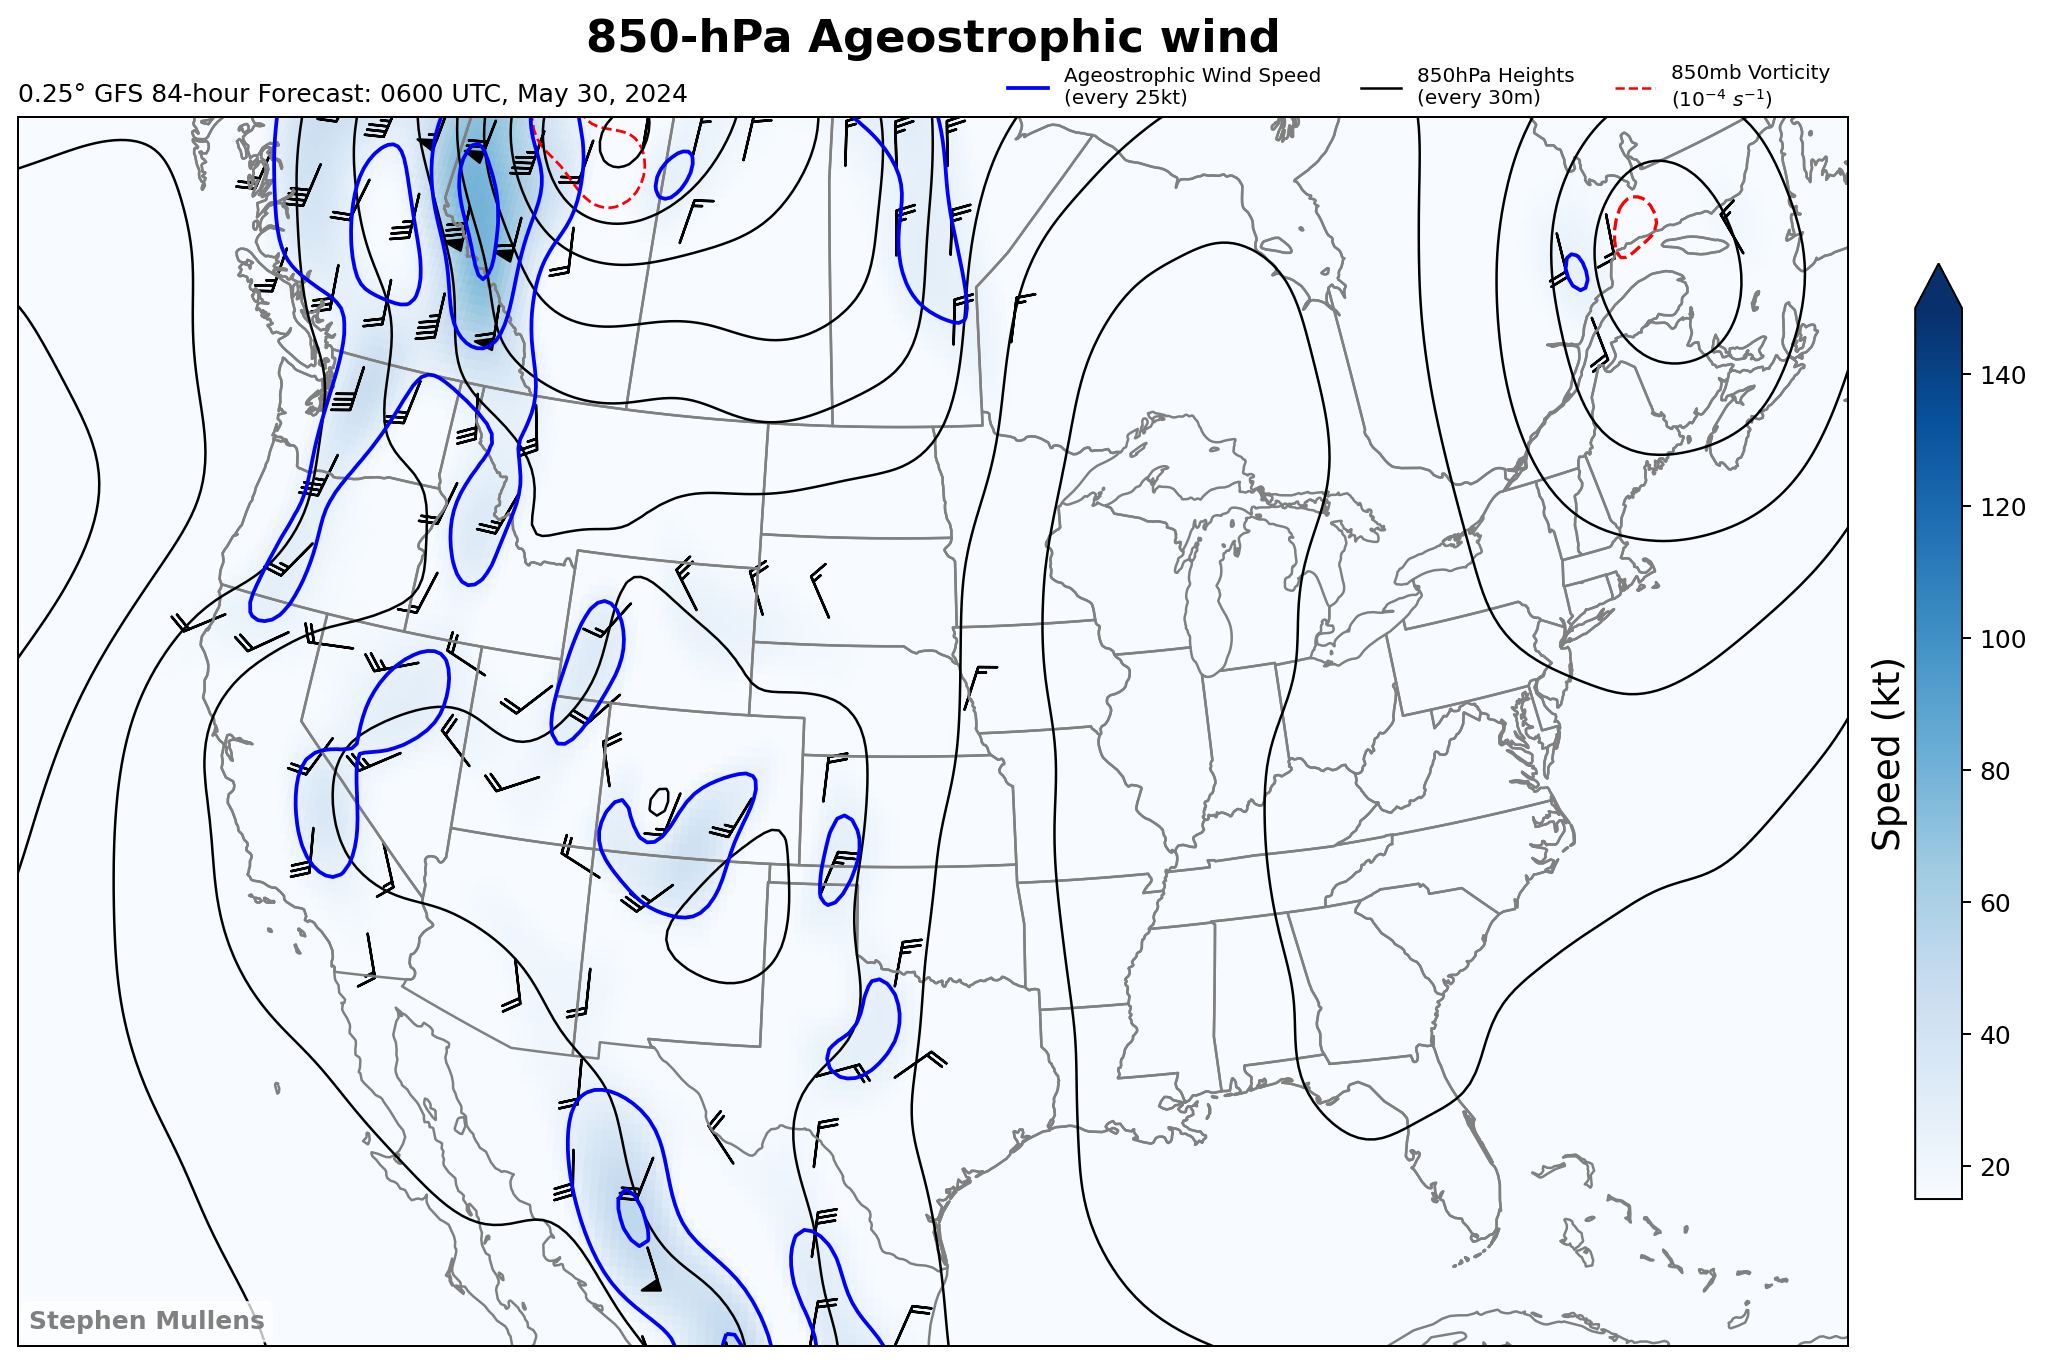 850-hPa Ageostrophic wind
0.25° GFS 84-hour Forecast: 0600 UTC, May 30, 2024
Ageostrophic Wind Speed
(every 25kt)
850hPa Heights
(every 30m)
850mb Vorticity
(10⁻⁴ s⁻¹)
140
120
100
80
60
40
20
Speed (kt)
Stephen Mullens